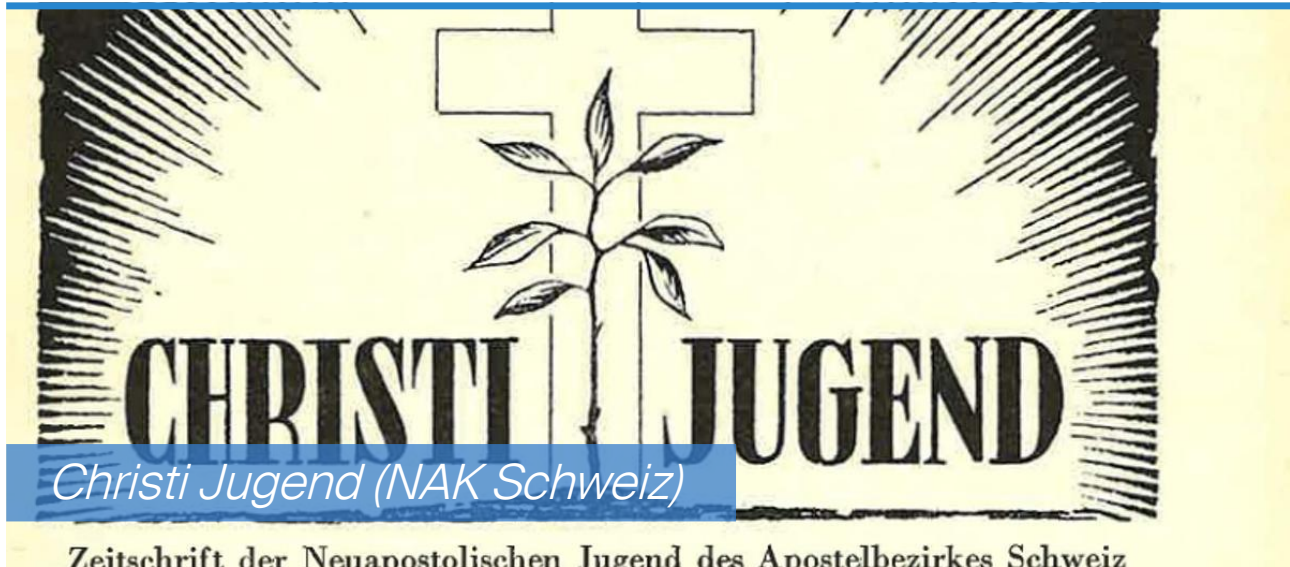 CHRISTI JUGEND
Christi Jugend (NAK Schweiz)
Zeitschrift der Neuapostolischen Jugend des Apostelbezirkes Schweiz